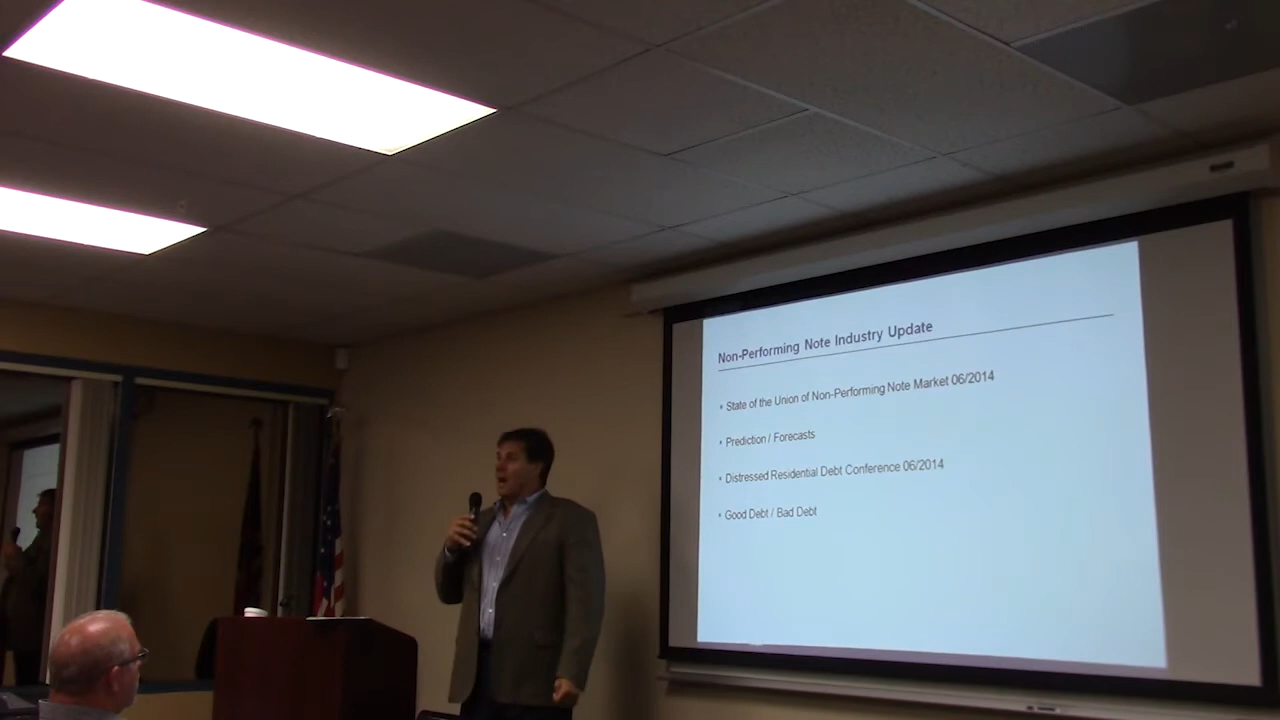 Non-Performing Note Industry Update
• State of the Union of Non-Performing Note Market 06/2014
• Prediction / Forecasts
• Distressed Residential Debt Conference 06/2014
• Good Debt / Bad Debt